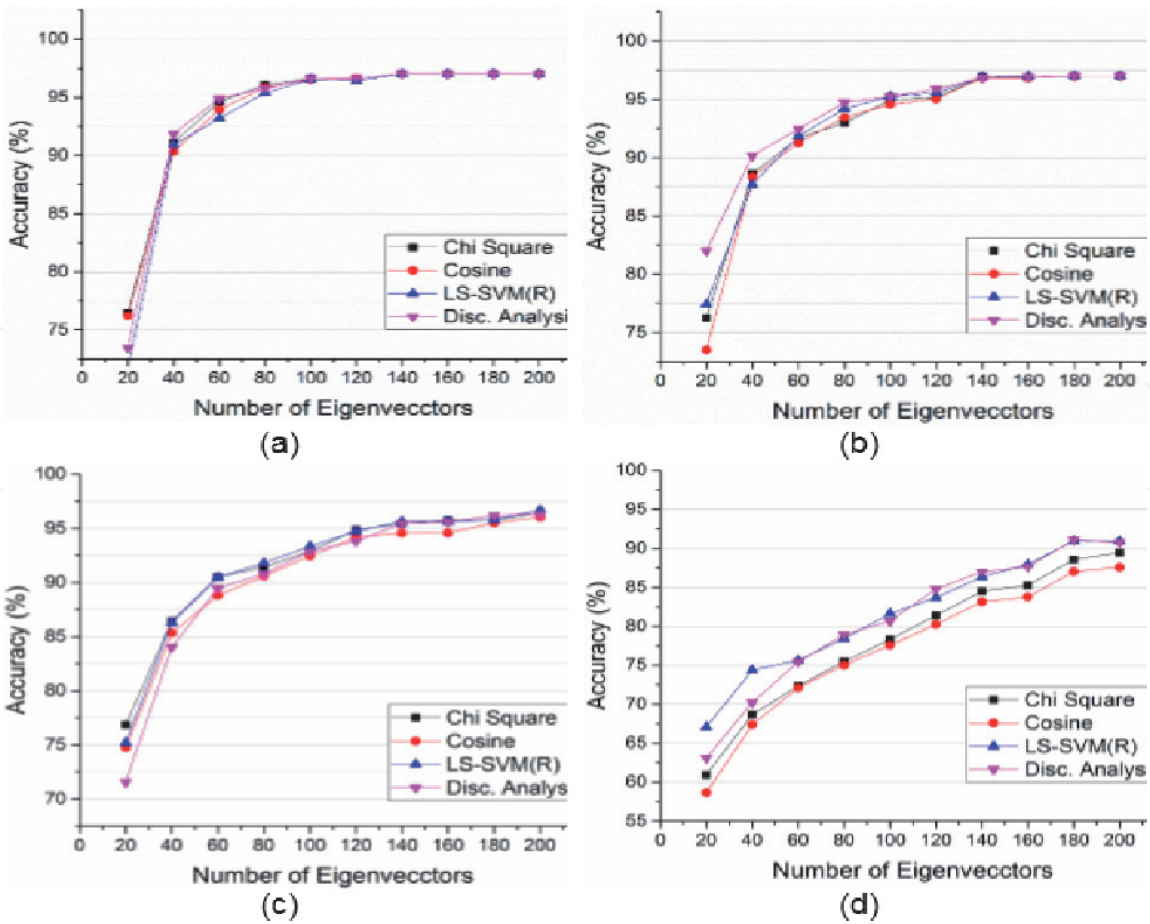 100
95
90
85
80
75
Accuracy (%)
Chi Square
Cosine
LS-SVM(R)
Disc. Analysi
0 20 40 60 80 100 120 140 160 180 200
Number of Eigenvecctors
(a)
100
95
90
85
80
75
Accuracy (%)
Chi Square
Cosine
LS-SVM(R)
Disc. Analys
0 20 40 60 80 100 120 140 160 180 200
Number of Eigenvecctors
(b)
100
95
90
85
80
75
70
Accuracy (%)
Chi Square
Cosine
LS-SVM(R)
Disc. Analys
0 20 40 60 80 100 120 140 160 180 200
Number of Eigenvecctors
(c)
100
95
90
85
80
75
70
65
60
55
Accuracy (%)
Chi Square
Cosine
LS-SVM(R)
Disc. Analys
0 20 40 60 80 100 120 140 160 180 200
Number of Eigenvecctors
(d)